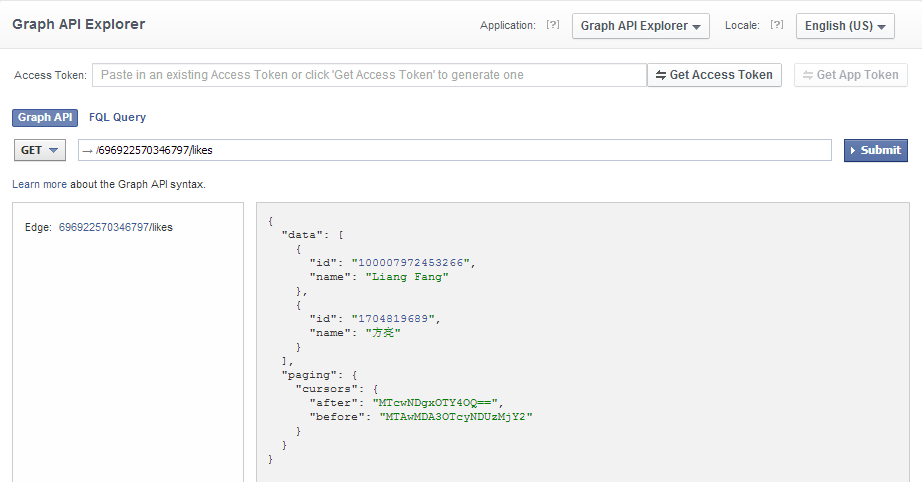 Graph API Explorer
Application: [?] Graph API Explorer Locale: [?] English (US)
Access Token: Paste in an existing Access Token or click 'Get Access Token' to generate one Get Access Token Get App Token
Graph API FQL Query
GET → /696922570346797/likes Submit
Learn more about the Graph API syntax.
Edge: 696922570346797/likes
{
"data": [
{
"id": "100007972453266",
"name": "Liang Fang"
},
{
"id": "1704819689",
"name": "方亮"
}
],
"paging": {
"cursors": {
"after": "MTcwNDgxOTY4OQ==",
"before": "MTAwMDA3OTcyNDUzMjY2"
}
}
}